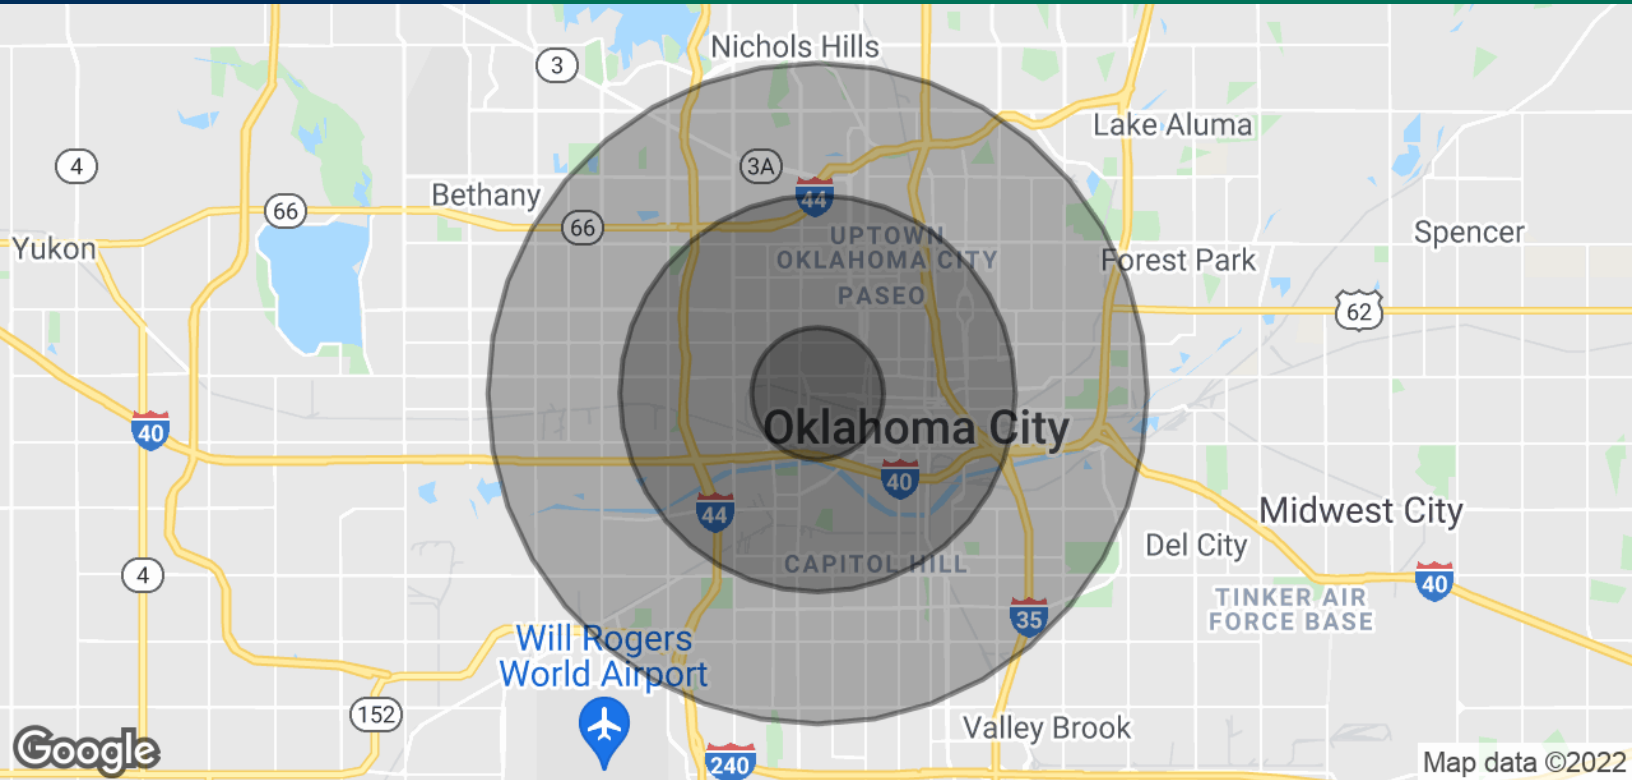 Nichols Hills
3
Lake Aluma
4
3A
Bethany
44
66
66
Spencer
Yukon
UPTOWN
OKLAHOMA CITY
Forest Park
PASEO
62
40
Oklahoma City
40
44
Midwest City
Del City
CAPITOL HILL
4
40
TINKER AIR
FORCE BASE
35
Will Rogers
World Airport
152
Valley Brook
Google
240
Map data ©2022